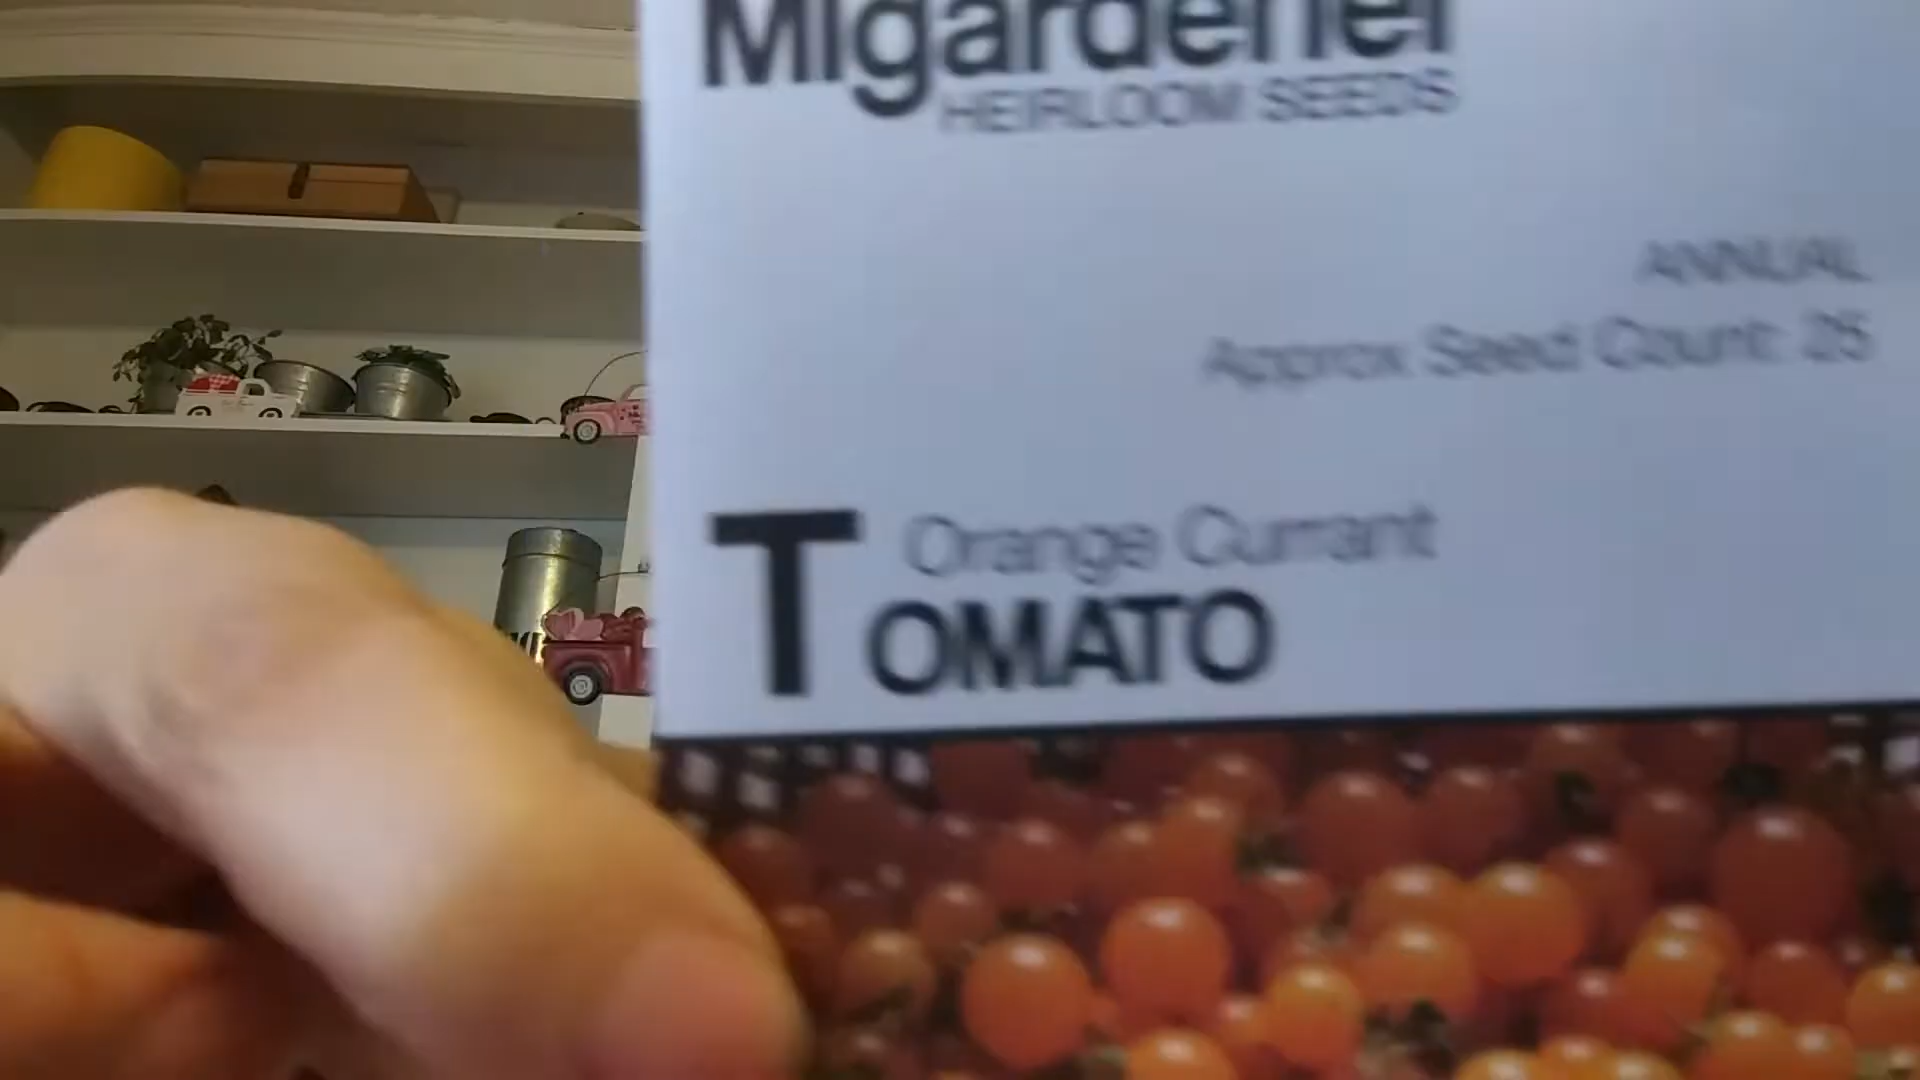 MIgardener
HEIRLOOM SEEDS
ANNUAL
Approx Seed Count: 25
Orange Currant
TOMATO